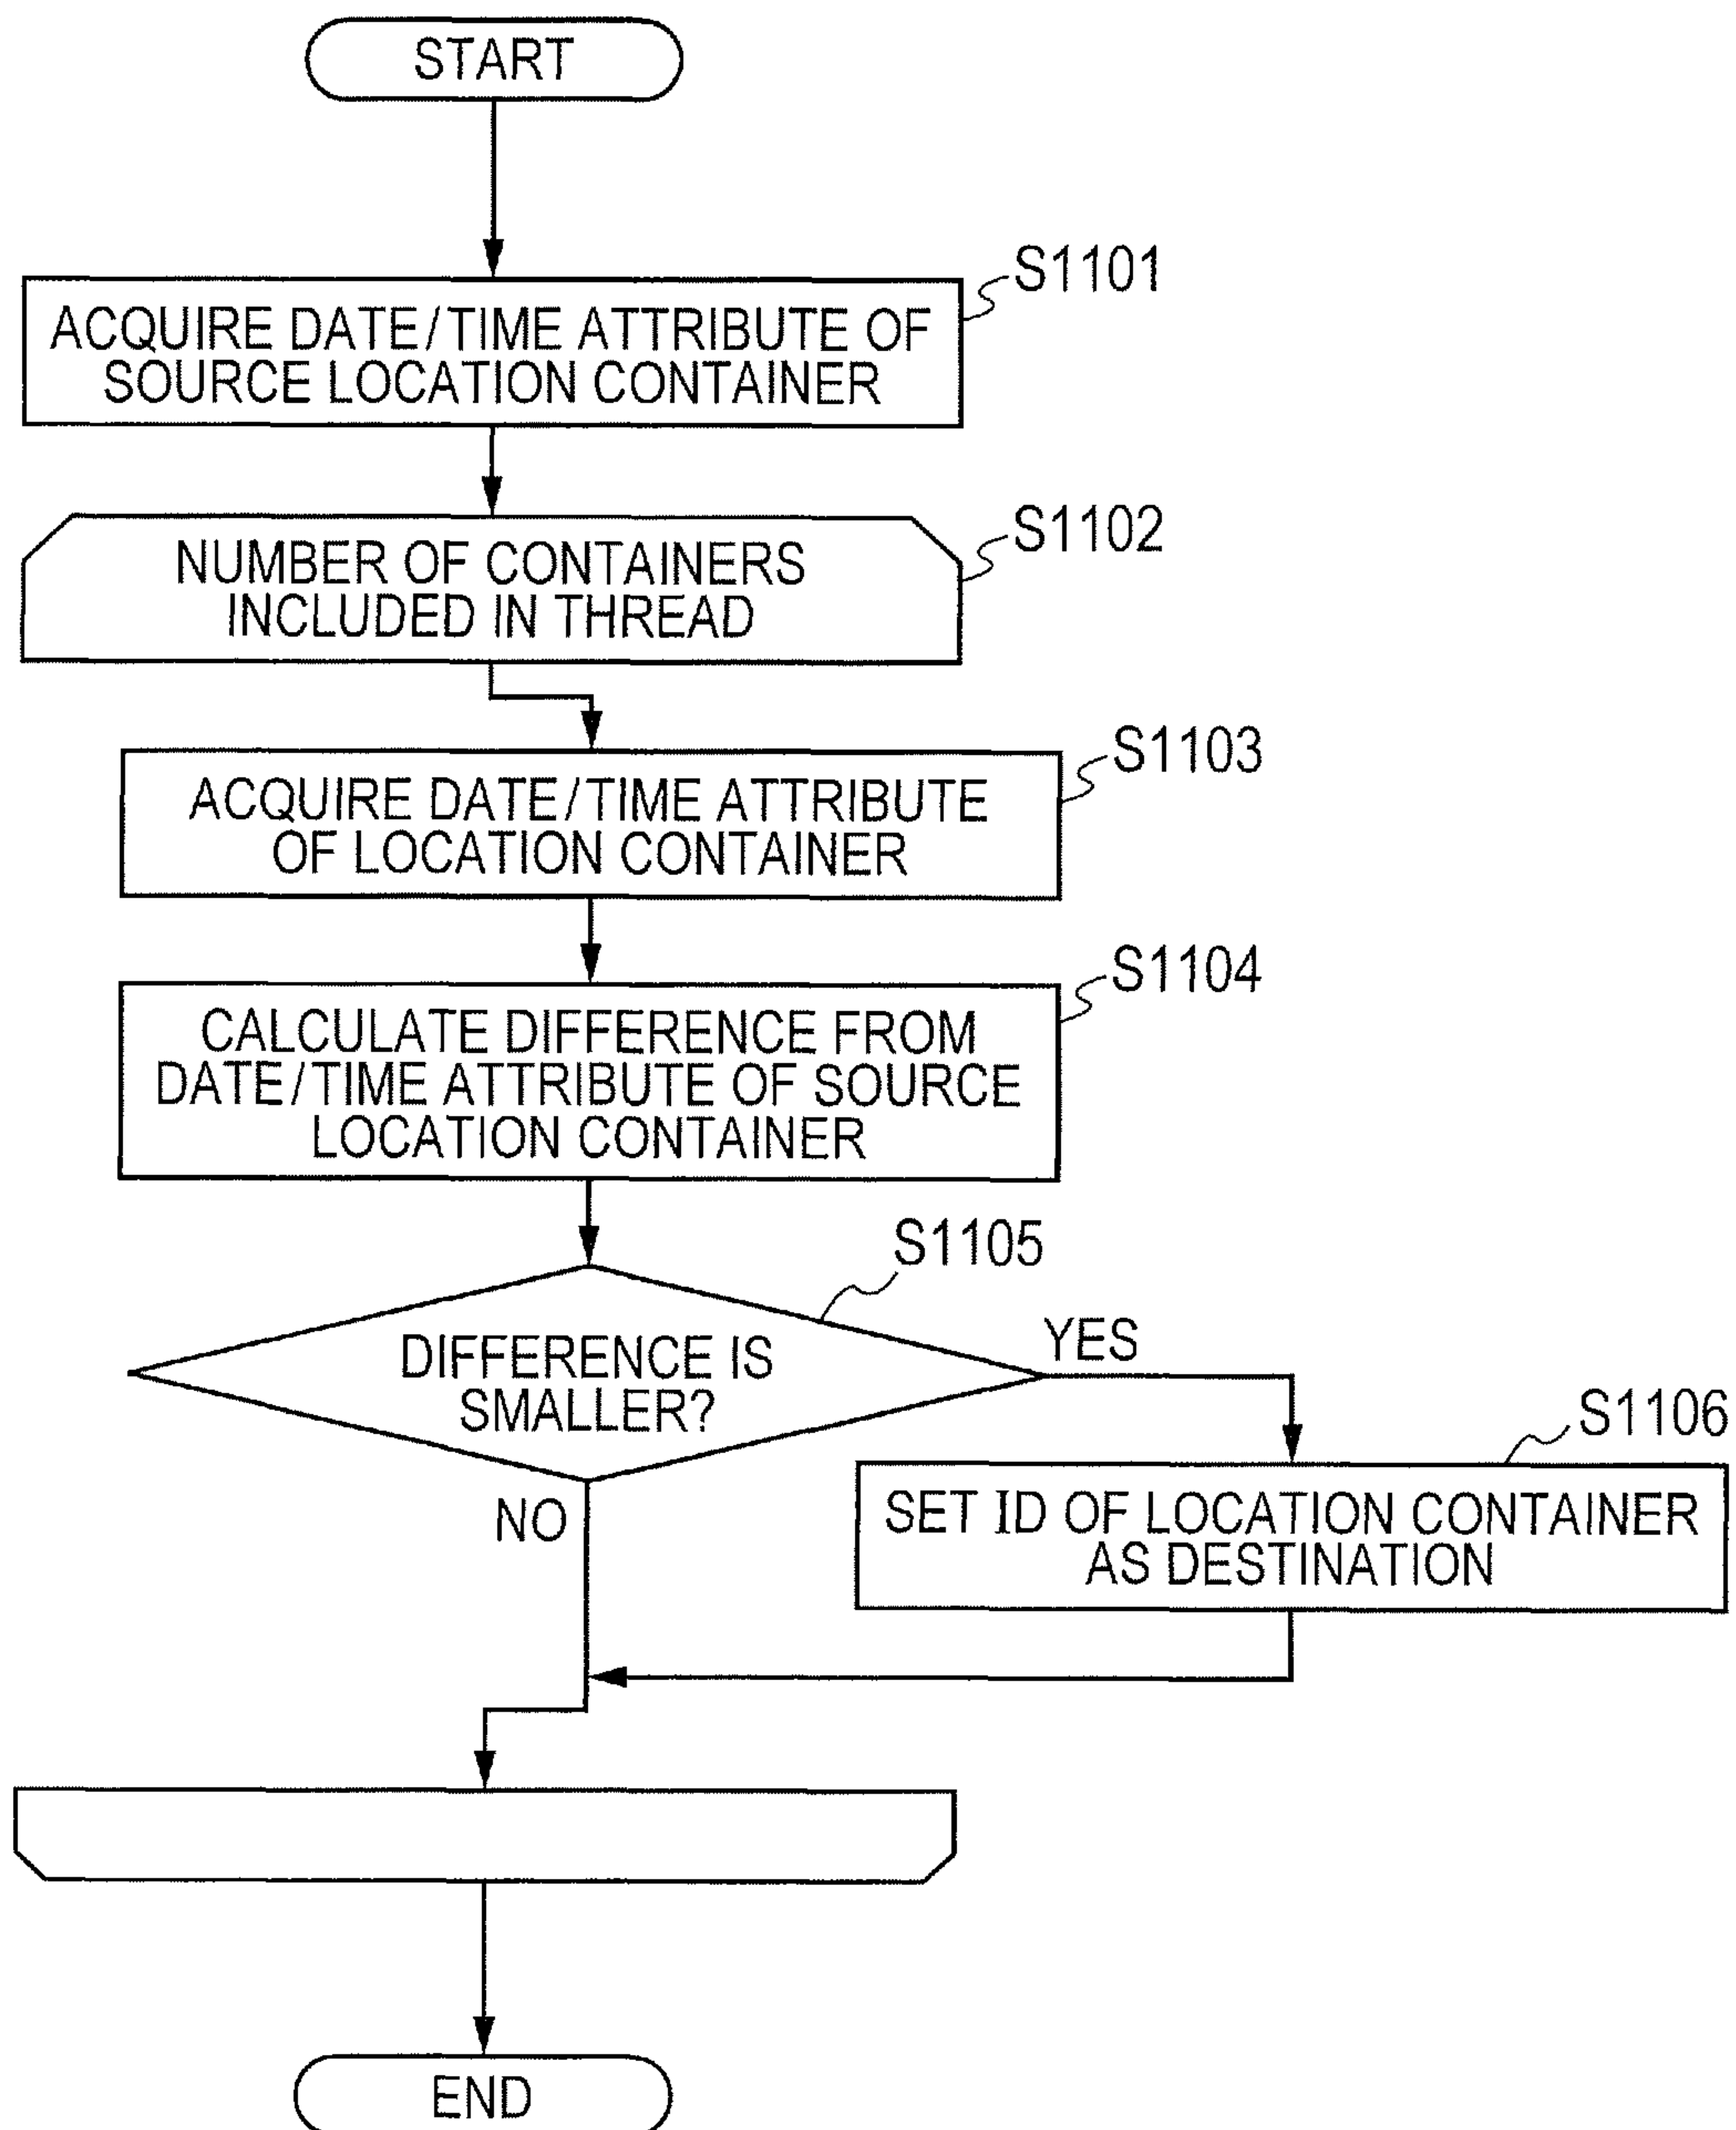 START
S1101
ACQUIRE DATE/TIME ATTRIBUTE OF
SOURCE LOCATION CONTAINER
S1102
NUMBER OF CONTAINERS
INCLUDED IN THREAD
S1103
ACQUIRE DATE/TIME ATTRIBUTE
OF LOCATION CONTAINER
S1104
CALCULATE DIFFERENCE FROM
DATE/TIME ATTRIBUTE OF SOURCE
LOCATION CONTAINER
S1105
DIFFERENCE IS
SMALLER?
YES
S1106
SET ID OF LOCATION CONTAINER
AS DESTINATION
NO
END